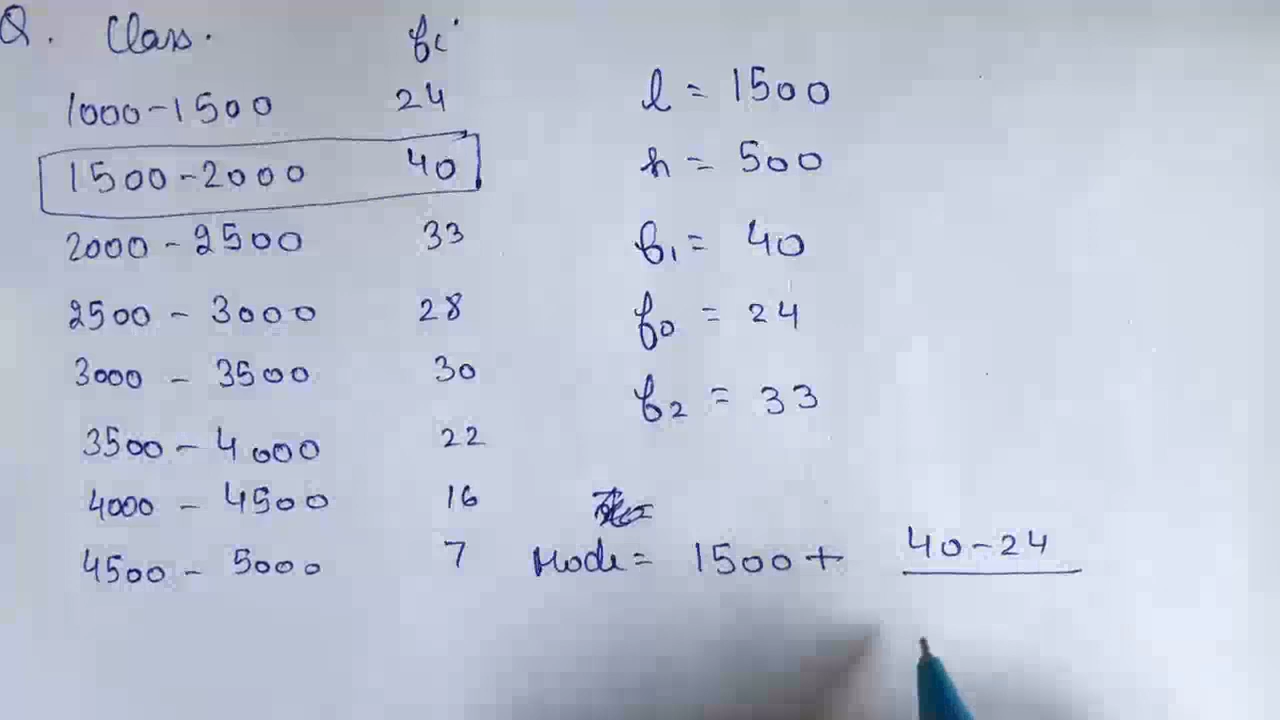 Q. Class. fi
1000-1500 24
1500-2000 40
2000-2500 33
2500-3000 28
3000-3500 30
3500-4000 22
4000-4500 16
4500-5000 7
l = 1500
h = 500
f1 = 40
f0 = 24
f2 = 33
Mode = 1500 + 40-24